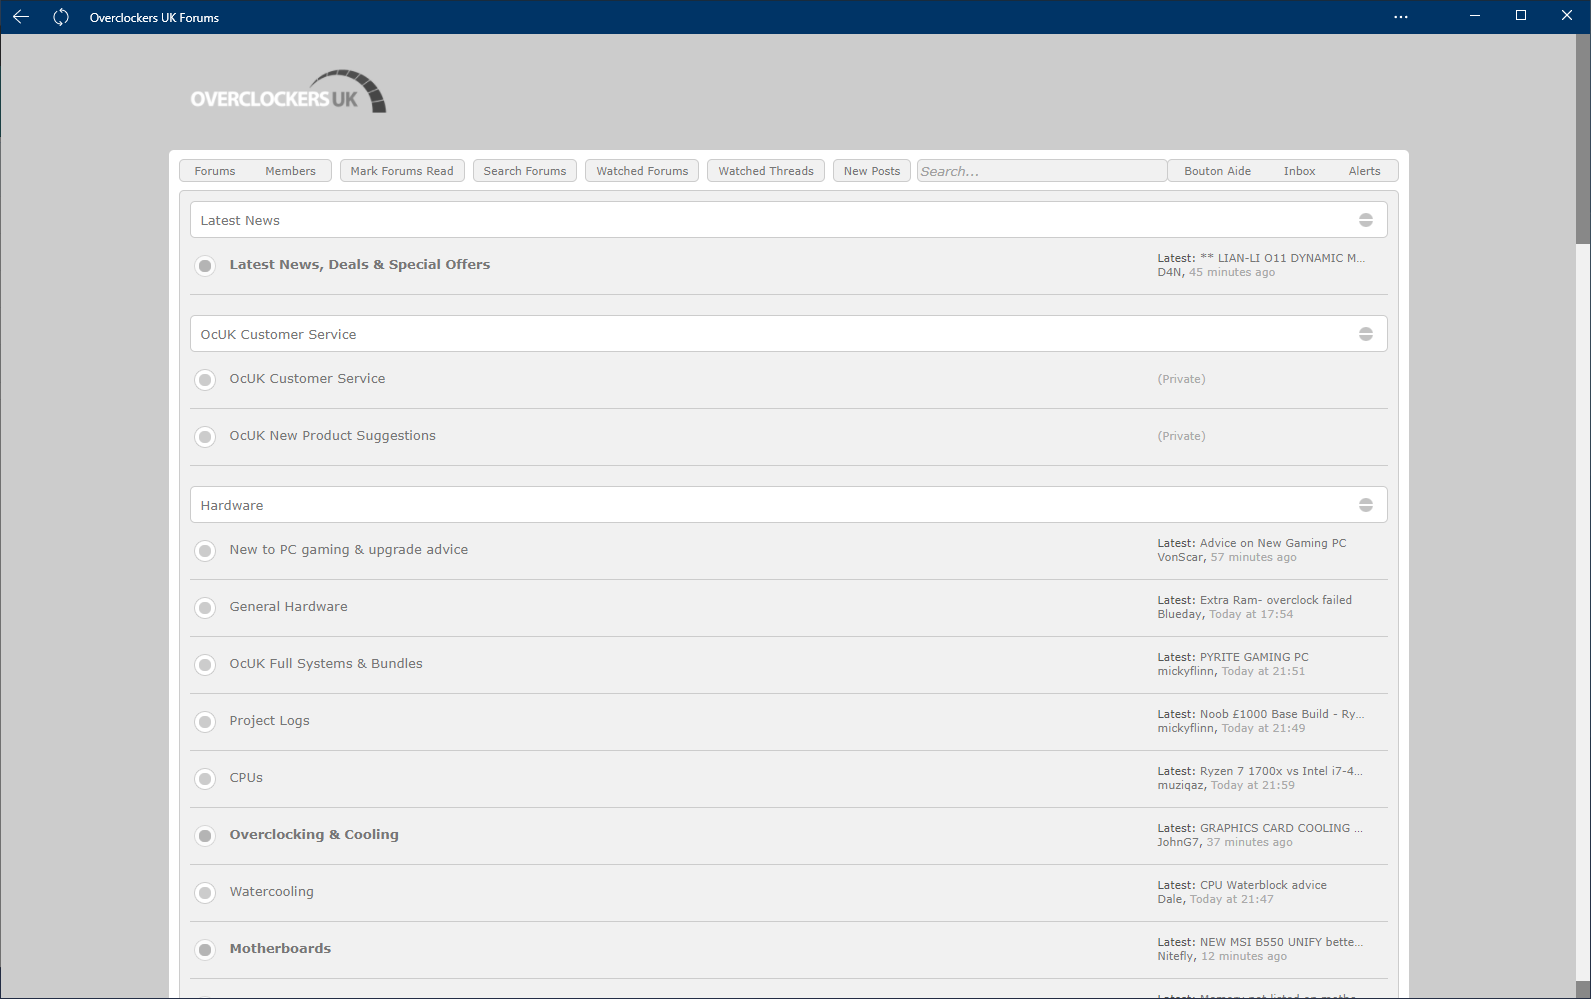 Overclockers UK Forums
OVERCLOCKERS UK
Forums Members Mark Forums Read Search Forums Watched Forums Watched Threads New Posts Search... Bouton Aide Inbox Alerts
Latest News
Latest News, Deals & Special Offers
Latest: ** LIAN-LI O11 DYNAMIC M...
D4N, 45 minutes ago
OcUK Customer Service
OcUK Customer Service
(Private)
OcUK New Product Suggestions
(Private)
Hardware
New to PC gaming & upgrade advice
Latest: Advice on New Gaming PC
VonScar, 57 minutes ago
General Hardware
Latest: Extra Ram- overclock failed
Blueday, Today at 17:54
OcUK Full Systems & Bundles
Latest: PYRITE GAMING PC
mickyflinn, Today at 21:51
Project Logs
Latest: Noob £1000 Base Build - Ry...
mickyflinn, Today at 21:49
CPUs
Latest: Ryzen 7 1700x vs Intel i7-4...
muziqaz, Today at 21:59
Overclocking & Cooling
Latest: GRAPHICS CARD COOLING ...
JohnG7, 37 minutes ago
Watercooling
Latest: CPU Waterblock advice
Dale, Today at 21:47
Motherboards
Latest: NEW MSI B550 UNIFY bette...
Nitefly, 12 minutes ago